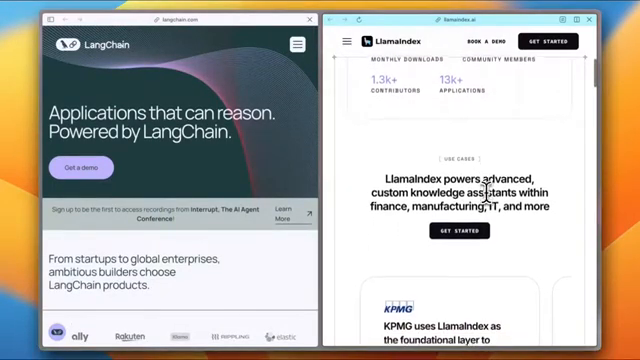 langchain.com
LangChain
Applications that can reason.
Powered by LangChain.
Get a demo
Sign up to be the first to access recordings from Interrupt, The AI Agent
Conference!
Learn
More
From startups to global enterprises,
ambitious builders choose
LangChain products.
ally
Rakuten
Klarna
RIPPLING
elastic
llamaindex.ai
LlamaIndex
BOOK A DEMO
GET STARTED
MONTHLY DOWNLOADS
COMMUNITY MEMBERS
1.3k+
13k+
CONTRIBUTORS
APPLICATIONS
USE CASES
LlamaIndex powers advanced,
custom knowledge assistants within
finance, manufacturing, IT, and more
GET STARTED
KPMG
KPMG uses LlamaIndex as
the foundational layer to